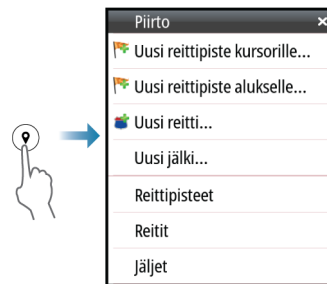 Piirto
Uusi reittipiste kursorille...
Uusi reittipiste alukselle...
Uusi reitti...
Uusi jälki...
Reittipisteet
Reitit
Jäljet